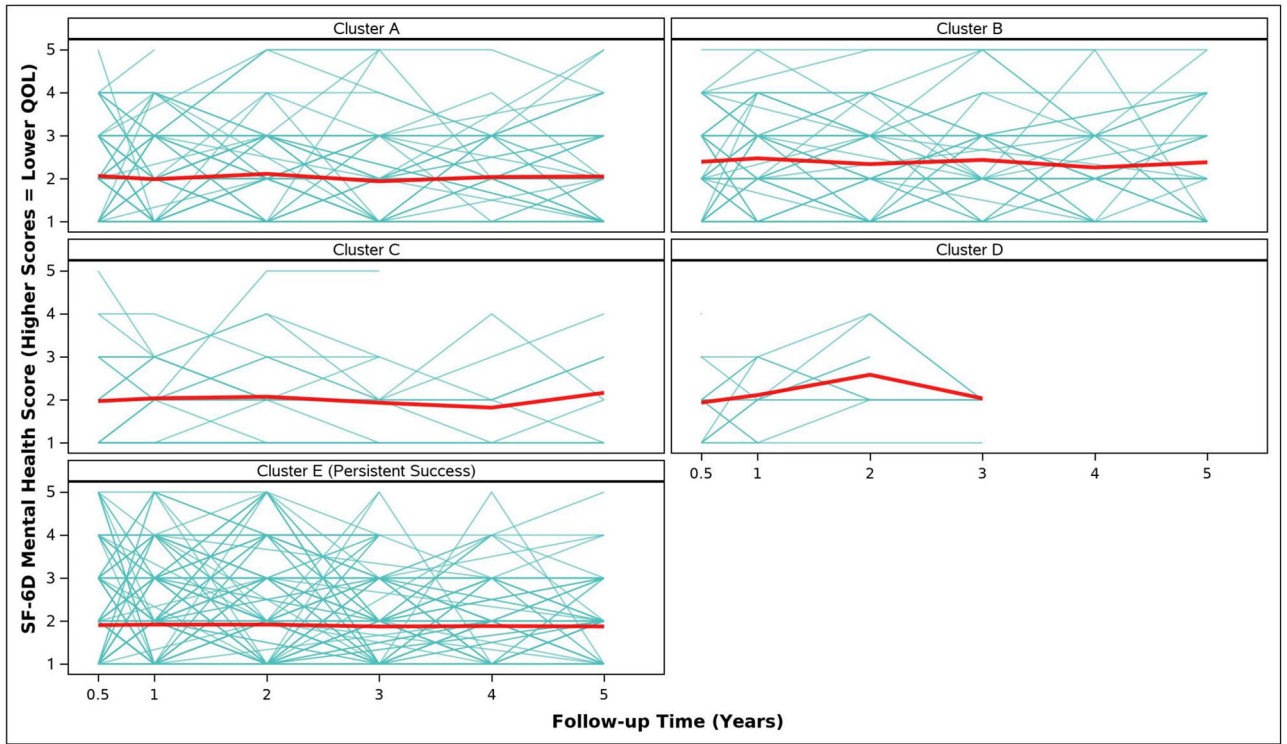 SF-6D Mental Health Score (Higher Scores = Lower QOL)
Cluster A
5
4
3
2
1
Cluster B
Cluster C
5
4
3
2
1
Cluster D
0.5 1 2 3 4 5
Cluster E (Persistent Success)
5
4
3
2
1
0.5 1 2 3 4 5
Follow-up Time (Years)